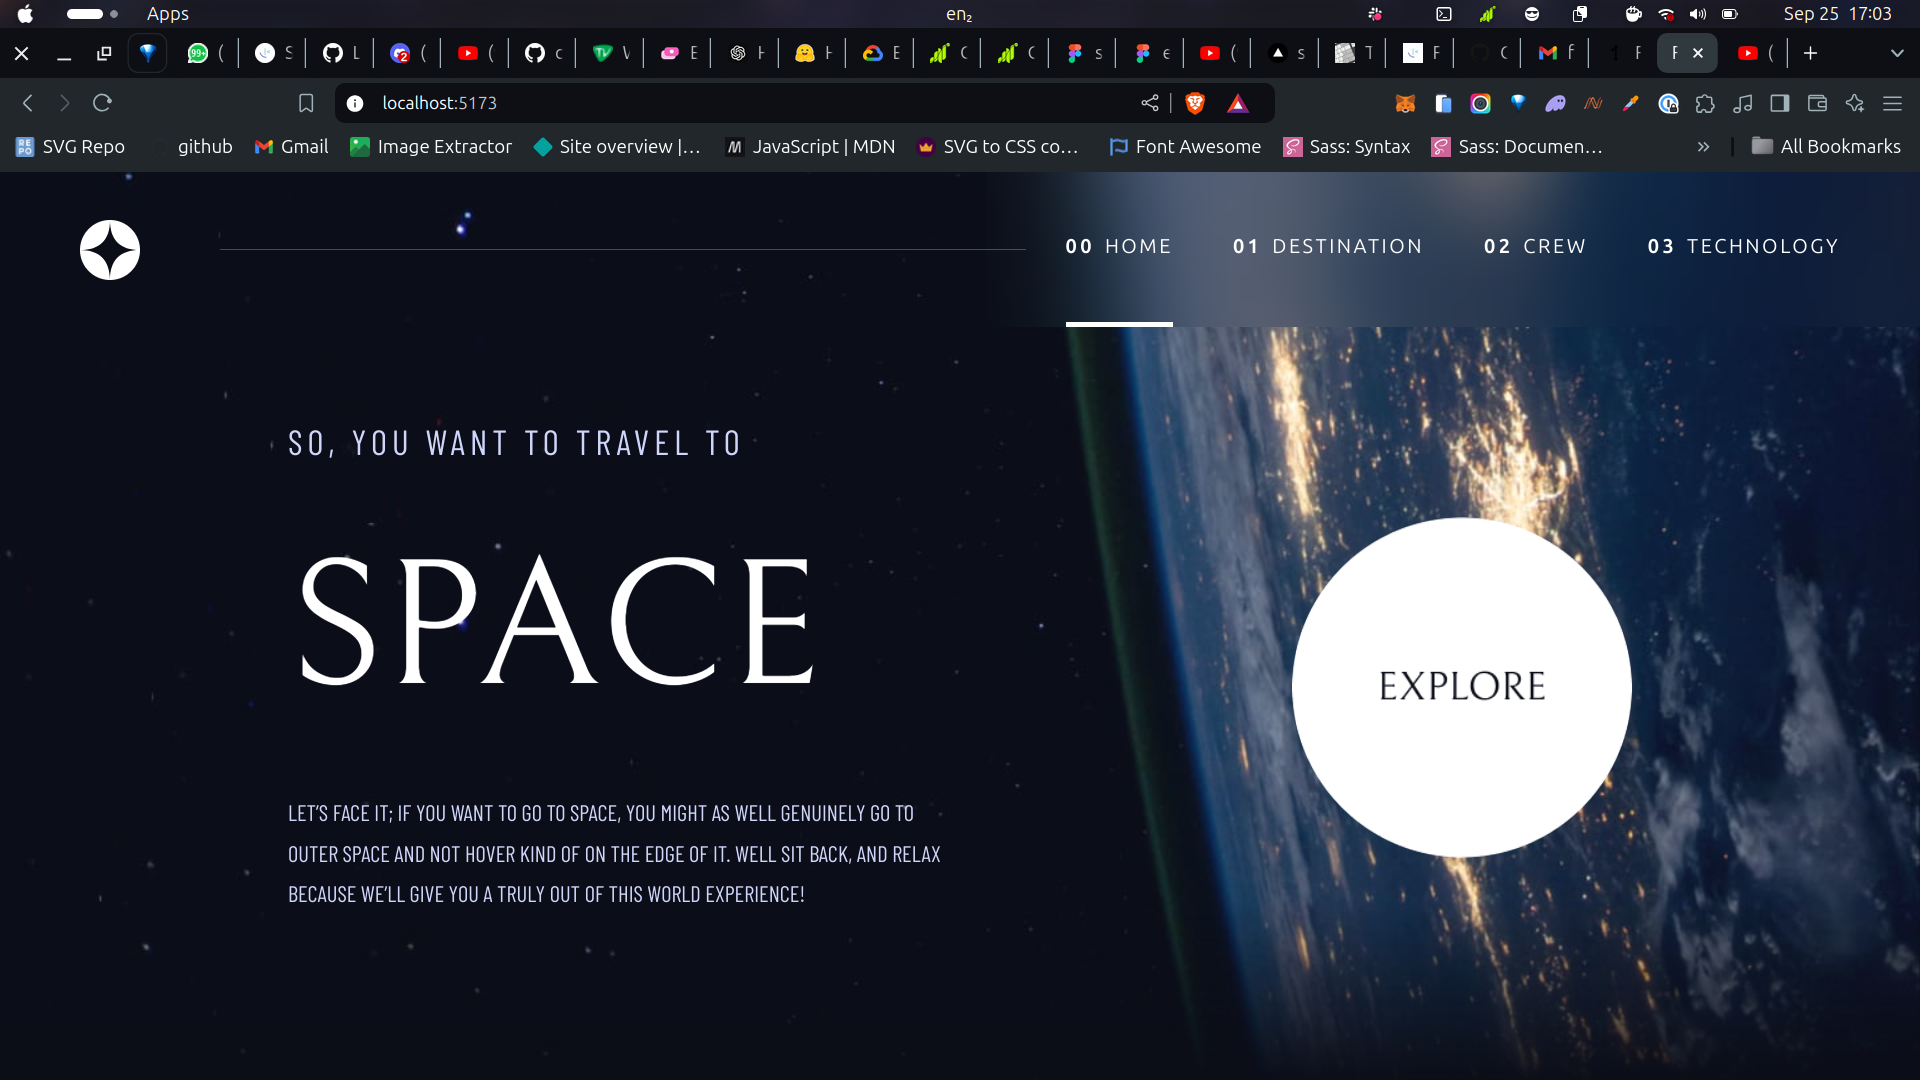 Apps
en₂
Sep 25 17:03
localhost:5173
SVG Repo
github
Gmail
Image Extractor
Site overview |...
JavaScript | MDN
SVG to CSS co...
Font Awesome
Sass: Syntax
Sass: Documen...
All Bookmarks
00 HOME
01 DESTINATION
02 CREW
03 TECHNOLOGY
SO, YOU WANT TO TRAVEL TO
SPACE
LET’S FACE IT; IF YOU WANT TO GO TO SPACE, YOU MIGHT AS WELL GENUINELY GO TO
OUTER SPACE AND NOT HOVER KIND OF ON THE EDGE OF IT. WELL SIT BACK, AND RELAX
BECAUSE WE’LL GIVE YOU A TRULY OUT OF THIS WORLD EXPERIENCE!
EXPLORE